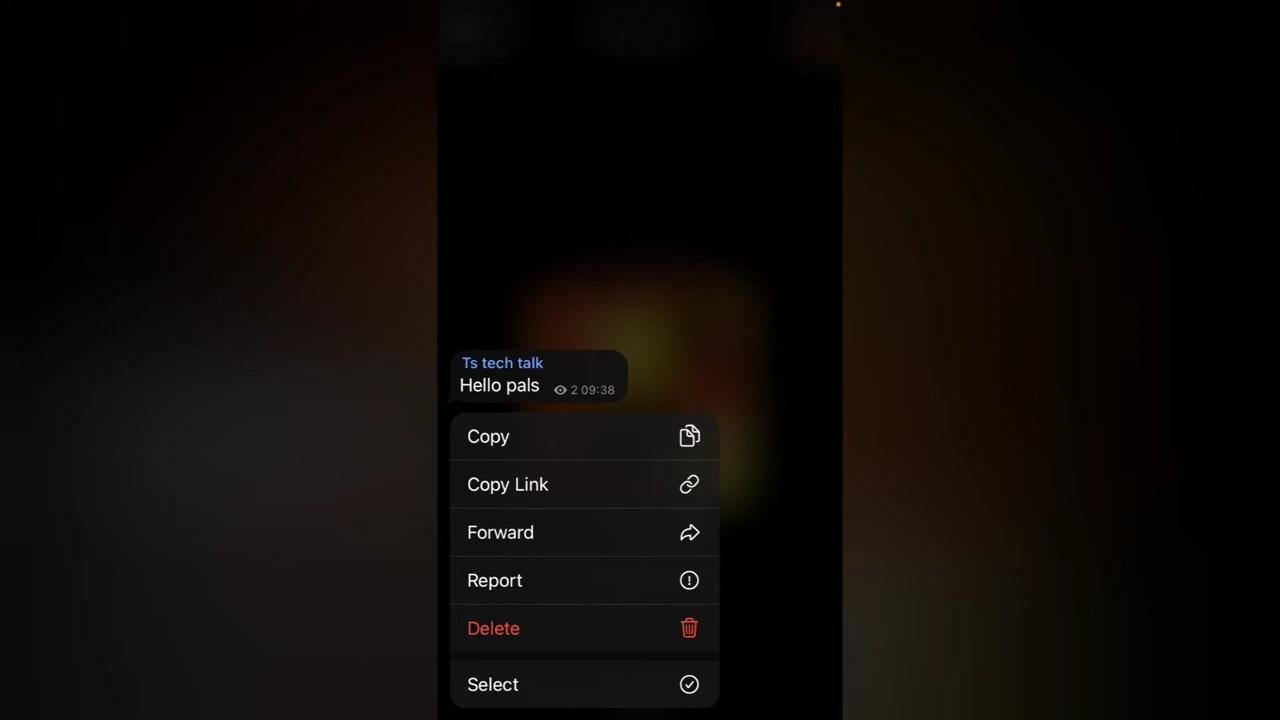 Ts tech talk
Hello pals 2 09:38
Copy
Copy Link
Forward
Report
Delete
Select